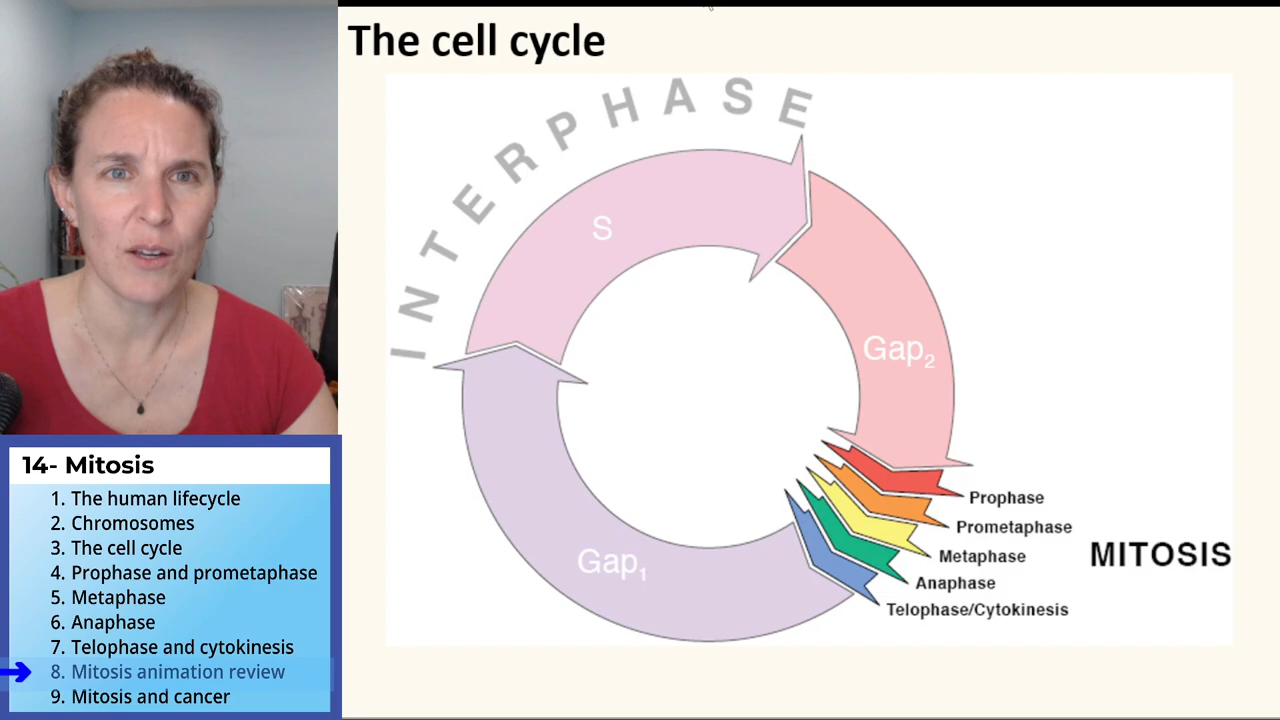 The cell cycle
INTERPHASE
S
Gap2
Gap1
Prophase
Prometaphase
Metaphase
Anaphase
Telophase/Cytokinesis
MITOSIS
14- Mitosis
1. The human lifecycle
2. Chromosomes
3. The cell cycle
4. Prophase and prometaphase
5. Metaphase
6. Anaphase
7. Telophase and cytokinesis
8. Mitosis animation review
9. Mitosis and cancer